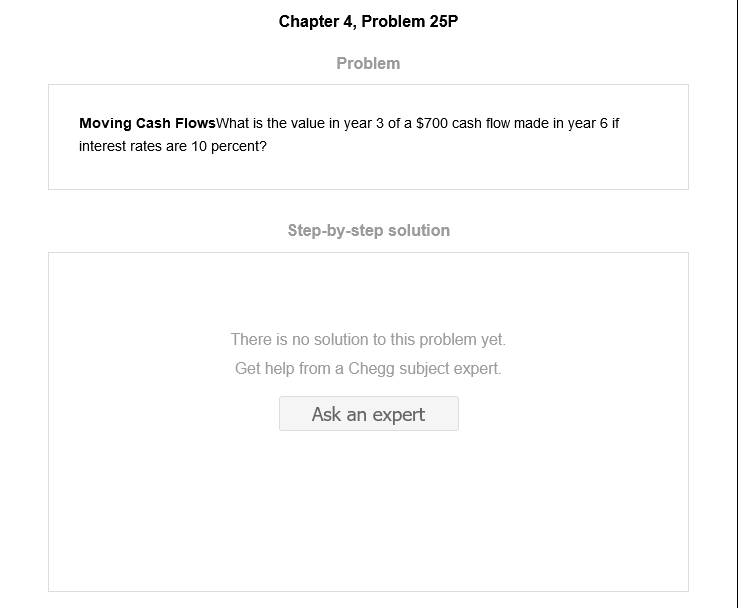 Chapter 4, Problem 25P
Problem
Moving Cash FlowsWhat is the value in year 3 of a $700 cash flow made in year 6 if
interest rates are 10 percent?
Step-by-step solution
There is no solution to this problem yet.
Get help from a Chegg subject expert.
Ask an expert